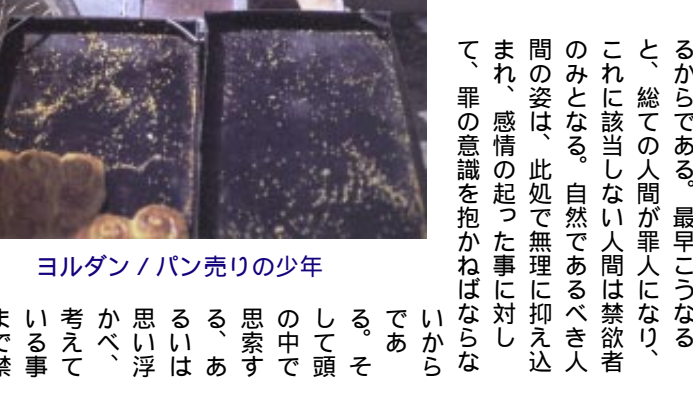 るからである。最早こうなる
と、総ての人間が罪人になり、
これに該当しない人間は禁欲者
のみとなる。自然であるべき人
間の姿は、此処で無理に抑え込
まれ、感情の起った事に対し
て、罪の意識を抱かねばならな
いから
であ
る。そ
して頭
の中で
思索す
る、あ
るいは
思い浮
かべ、
考えて
いる事
まで禁
ヨルダン / パン売りの少年